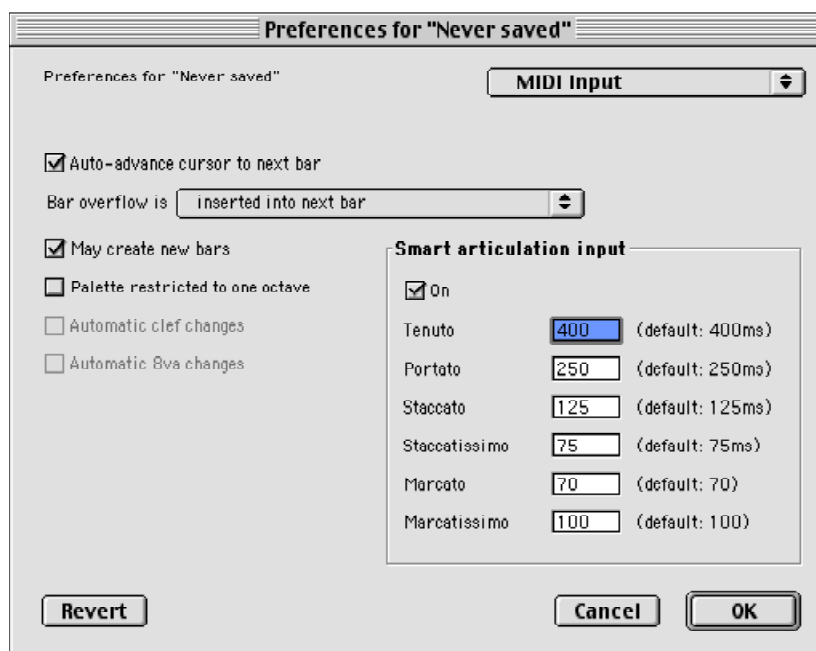 Preferences for "Never saved"
Preferences for "Never saved"
MIDI Input
Auto-advance cursor to next bar
Bar overflow is inserted into next bar
May create new bars
Palette restricted to one octave
Automatic clef changes
Automatic 8va changes
Smart articulation input
On
Tenuto 400 (default: 400ms)
Portato 250 (default: 250ms)
Staccato 125 (default: 125ms)
Staccatissimo 75 (default: 75ms)
Marcato 70 (default: 70)
Marcatissimo 100 (default: 100)
Revert Cancel OK